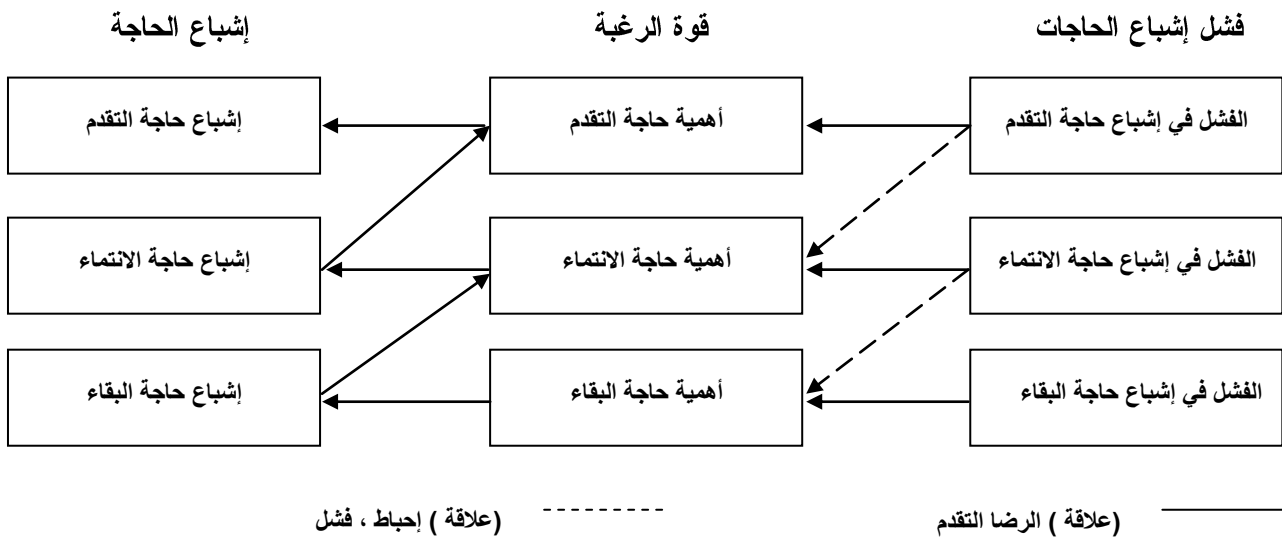 فشل إشباع الحاجات
قوة الرغبة
إشباع الحاجة
الفشل في إشباع حاجة التقدم
أهمية حاجة التقدم
إشباع حاجة التقدم
الفشل في إشباع حاجة الانتماء
أهمية حاجة الانتماء
إشباع حاجة الانتماء
الفشل في إشباع حاجة البقاء
أهمية حاجة البقاء
إشباع حاجة البقاء
(علاقة ) الرضا التقدم
(علاقة ) إحباط ، فشل